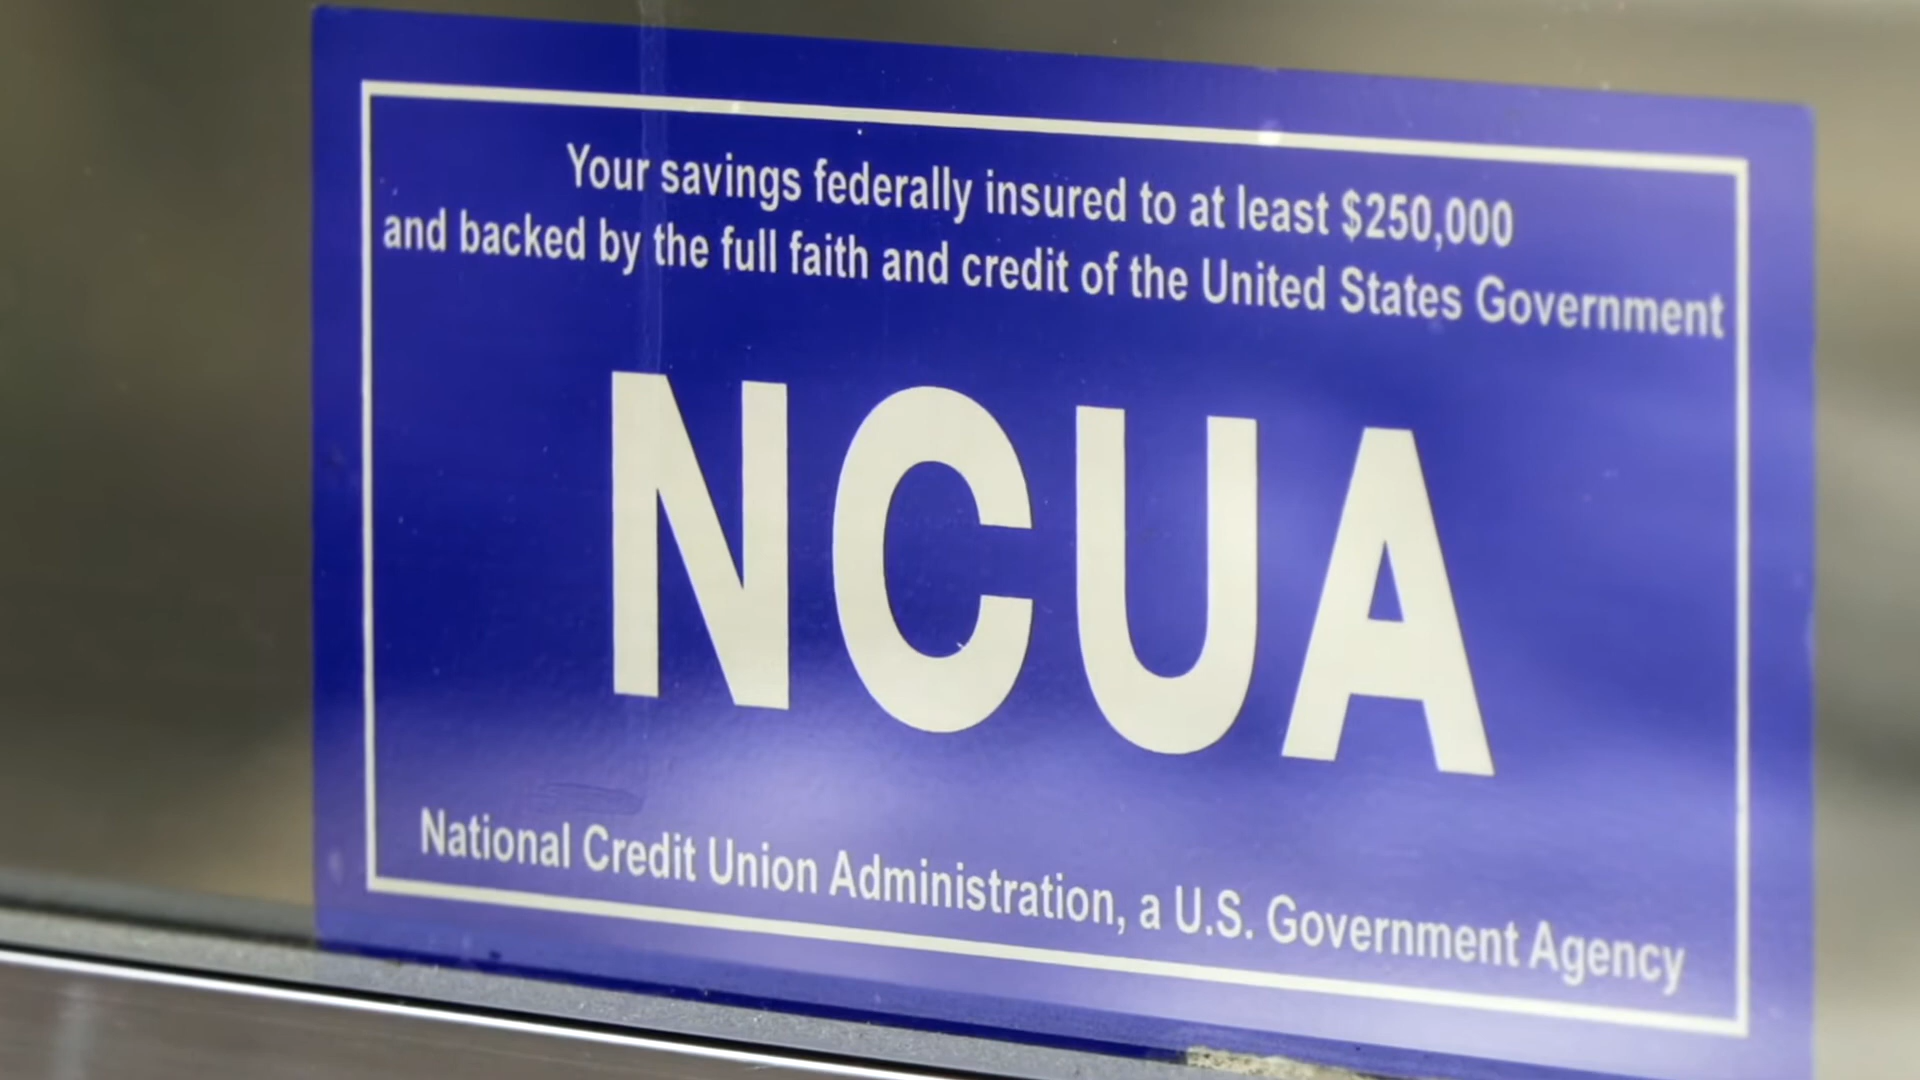 Your savings federally insured to at least $250,000
and backed by the full faith and credit of the United States Government
NCUA
National Credit Union Administration, a U.S. Government Agency